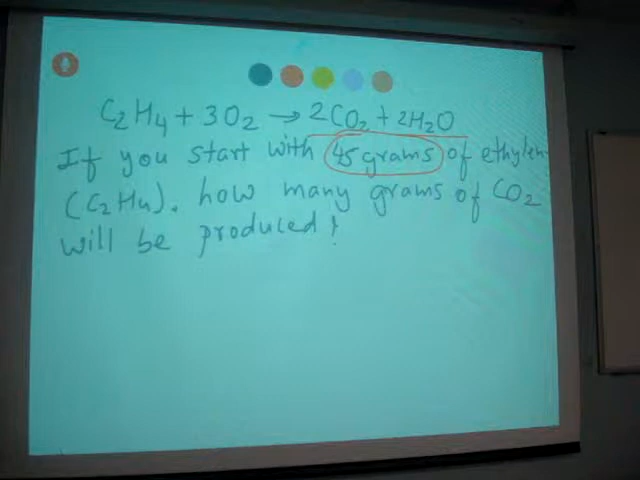 C₂H₄ + 3O₂ → 2CO₂ + 2H₂O
If you start with 45 grams of ethylen
(C₂H₄). how many grams of CO₂
will be produced?